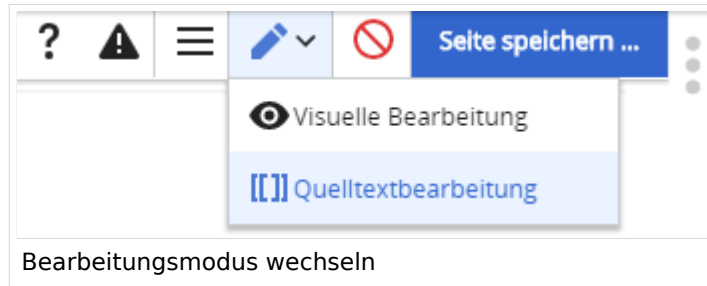 ? Seite speichern ...
Visuelle Bearbeitung
[[]] Quelltextbearbeitung
Bearbeitungsmodus wechseln